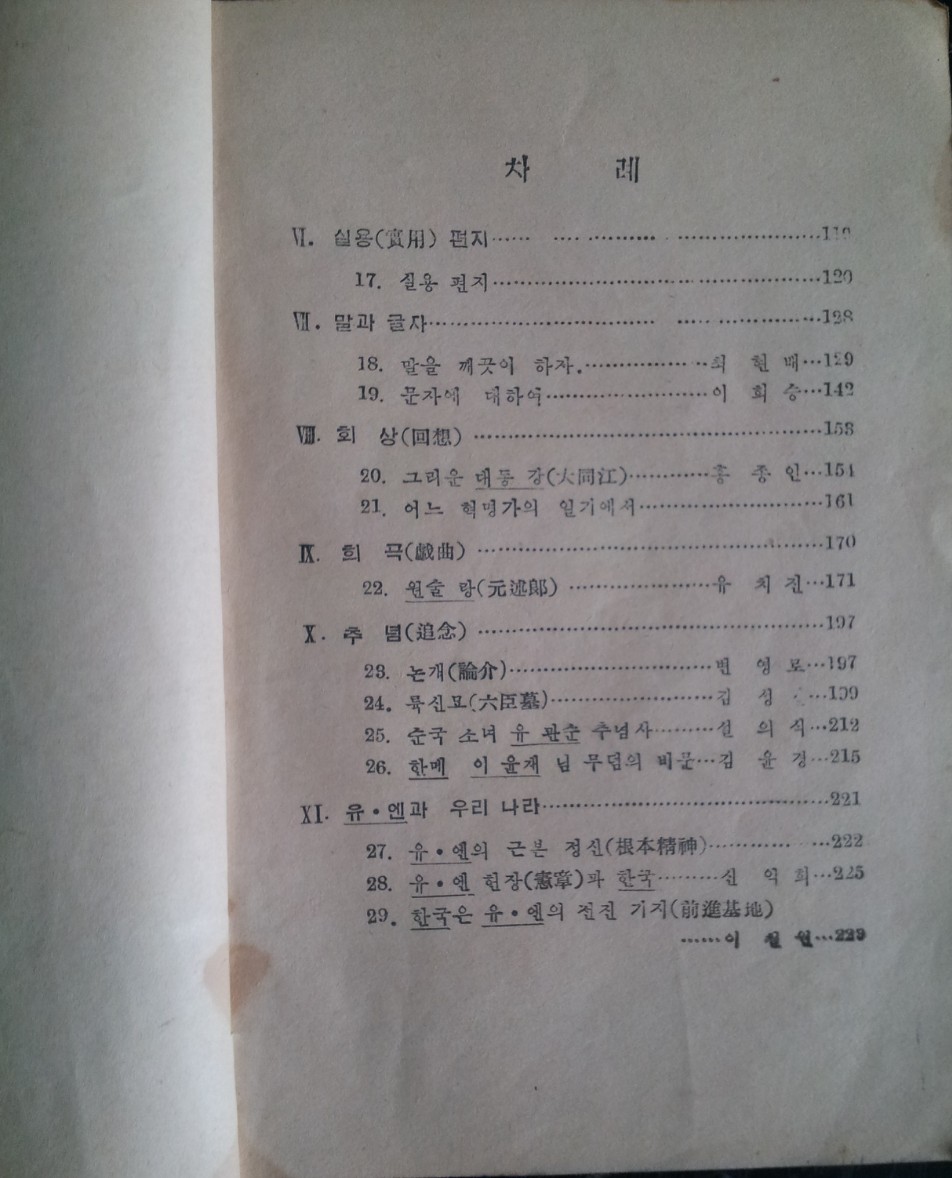 차 례
Ⅵ. 실용(實用) 편지
17. 실용 편지 120
Ⅶ. 말과 글자 128
18. 말을 깨끗이 하자. 최 현 배 129
19. 문자에 대하여 이 희 승 142
Ⅷ. 회 상(回想) 153
20. 그리운 대동 강(大同江) 홍 종 인 154
21. 어느 혁명가의 일기에서 161
Ⅸ. 희 곡(戱曲) 170
22. 원술 랑(元述郞) 유 치 진 171
Ⅹ. 추 념(追念) 197
23. 논개(論介) 변 영 로 197
24. 륙신묘(六臣墓) 김 성 199
25. 순국 소녀 유 관순 추념사 설 의 식 212
26. 한메 이 윤재 님 무덤의 비문 김 윤 경 215
XI. 유·엔과 우리 나라 221
27. 유·엔의 근본 정신(根本精神) 222
28. 유·엔 헌장(憲章)과 한국 신 익 희 225
29. 한국은 유·엔의 전진 기지(前進基地)
이 원 229